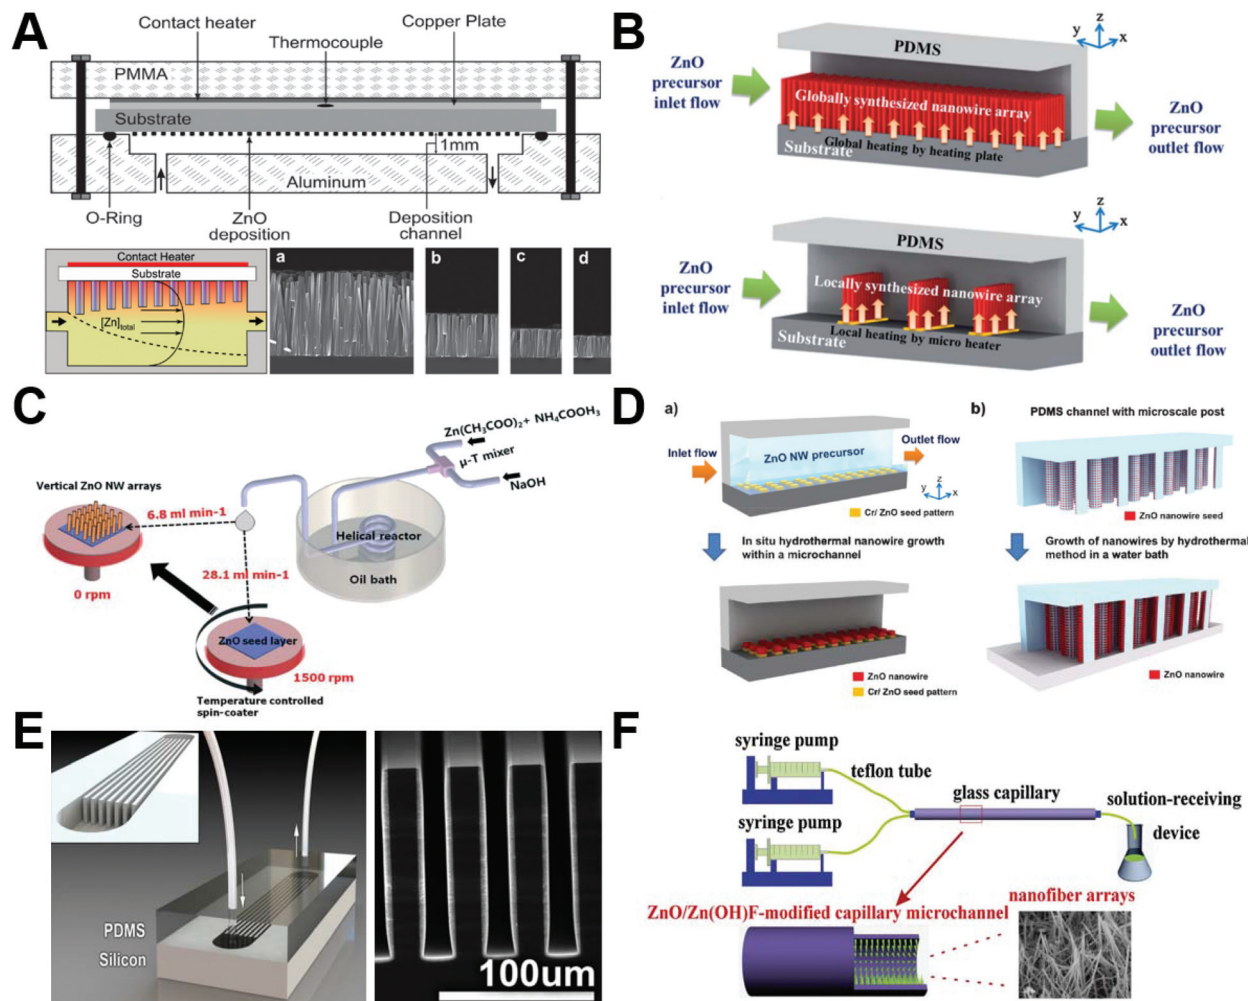 A
Contact heater
Copper Plate
Thermocouple
PMMA
Substrate
1mm
Aluminum
O-Ring
ZnO
deposition
Deposition
channel
Contact Heater
Substrate
[Zn]total
a
b
c
d
B
PDMS
z
y
x
ZnO
precursor
inlet flow
Globally synthesized nanowire array
Global heating by heating plate
Substrate
ZnO
precursor
outlet flow
PDMS
z
y
x
ZnO
precursor
inlet flow
Locally synthesized nanowire array
Local heating by micro heater
Substrate
ZnO
precursor
outlet flow
C
Zn(CH3COO)2+ NH4COOH3
μ-T mixer
NaOH
Vertical ZnO NW arrays
6.8 ml min-1
Helical reactor
Oil bath
0 rpm
28.1 ml min-1
ZnO seed layer
1500 rpm
Temperature controlled
spin-coater
D
a)
Inlet flow
ZnO NW precursor
Outlet flow
z
y
x
Cr/ ZnO seed pattern
In situ hydrothermal nanowire growth
within a microchannel
ZnO nanowire
Cr/ ZnO seed pattern
b)
PDMS channel with microscale post
ZnO nanowire seed
Growth of nanowires by hydrothermal
method in a water bath
ZnO nanowire
E
PDMS
Silicon
100um
F
syringe pump
teflon tube
glass capillary
solution-receiving
device
syringe pump
ZnO/Zn(OH)F-modified capillary microchannel
nanofiber arrays